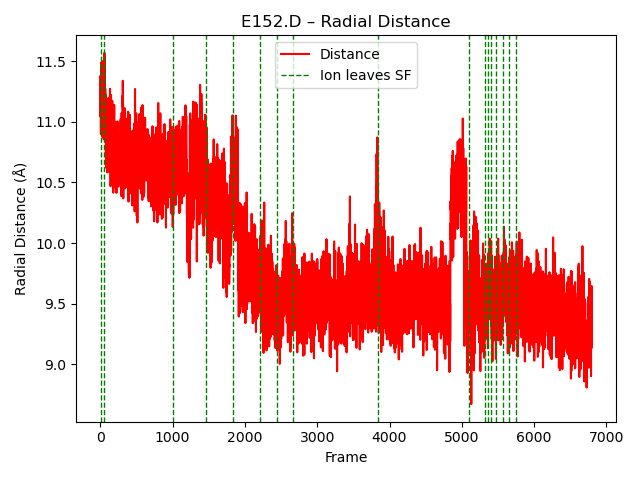 E152.D – Radial Distance
Distance
Ion leaves SF
11.5
11.0
10.5
10.0
9.5
9.0
Radial Distance (Å)
0
1000
2000
3000
4000
5000
6000
7000
Frame